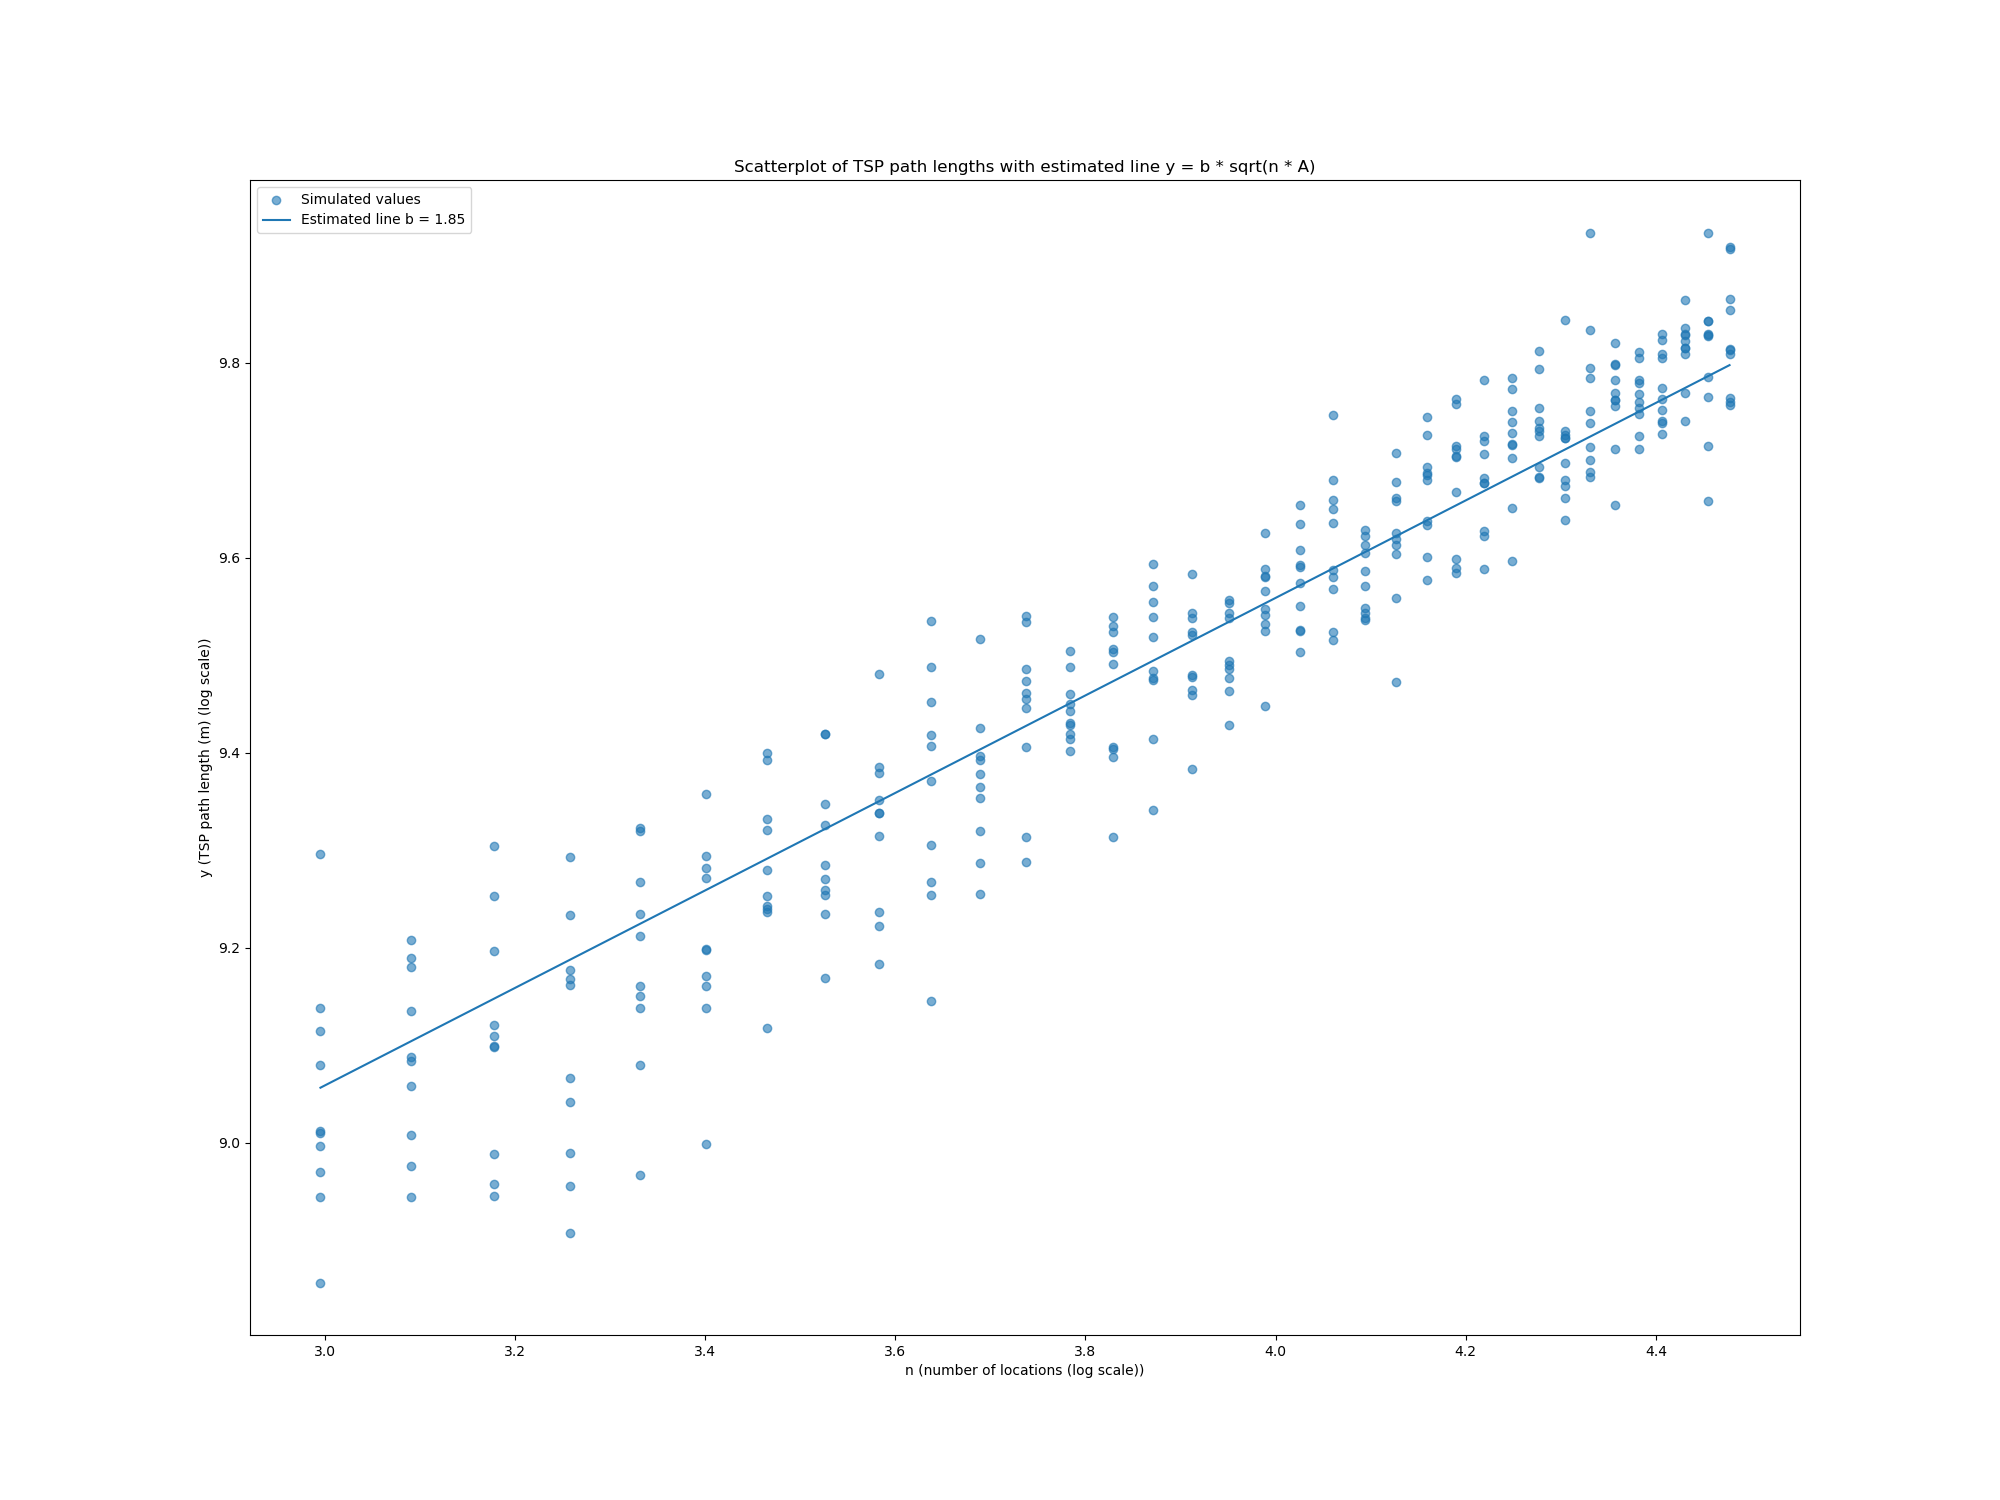 Scatterplot of TSP path lengths with estimated line y = b * sqrt(n * A)
Simulated values
Estimated line b = 1.85
y (TSP path length (m) (log scale))
9.8
9.6
9.4
9.2
9.0
3.0 3.2 3.4 3.6 3.8 4.0 4.2 4.4
n (number of locations (log scale))